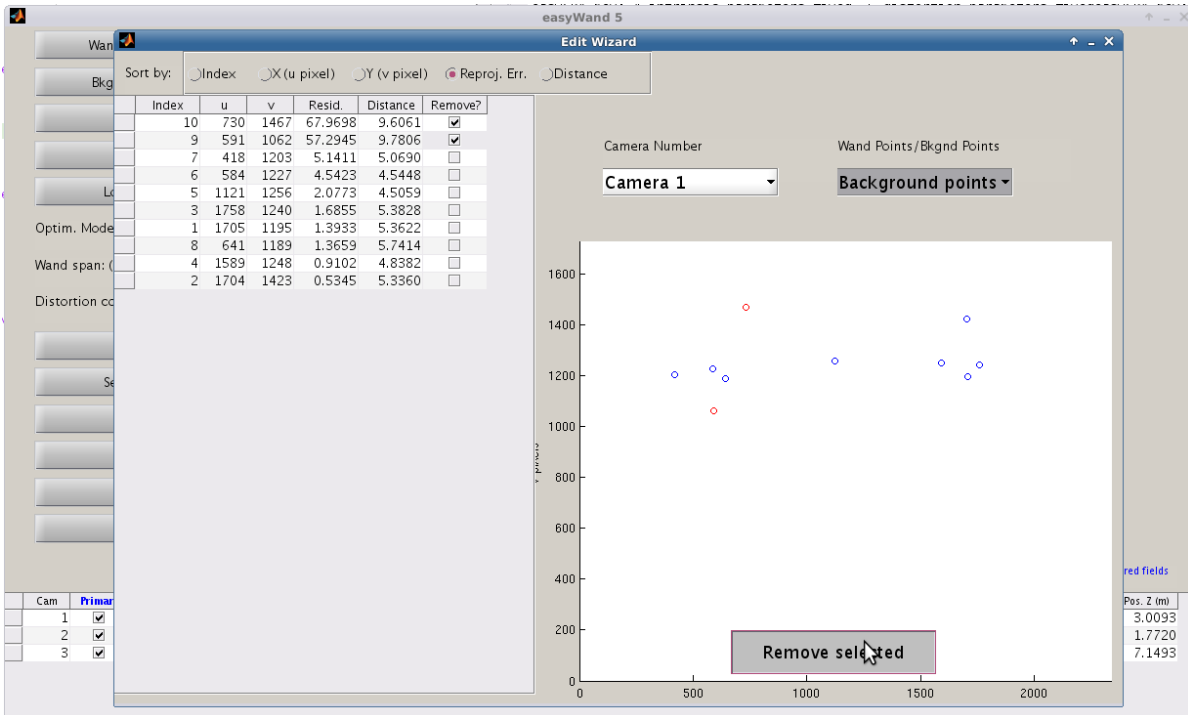 easyWand 5
Edit Wizard
Wan
Bkg
Lo
Optim. Mode
Wand span: (
Distortion co
Se
Sort by: Index X (u pixel) Y (v pixel) Reproj. Err. Distance
Index u v Resid. Distance Remove?
10 730 1467 67.9698 9.6061
9 591 1062 57.2945 9.7806
7 418 1203 5.1411 5.0690
6 584 1227 4.5423 4.5448
5 1121 1256 2.0773 4.5059
3 1758 1240 1.6855 5.3828
1 1705 1195 1.3933 5.3622
8 641 1189 1.3659 5.7414
4 1589 1248 0.9102 4.8382
2 1704 1423 0.5345 5.3360
Camera Number Wand Points/Bkgnd Points
Camera 1 Background points
1600
1400
1200
1000
800
600
400
200
0
0 500 1000 1500 2000
Remove selected
red fields
Cam Primar Pos. Z (m)
1 3.0093
2 1.7720
3 7.1493